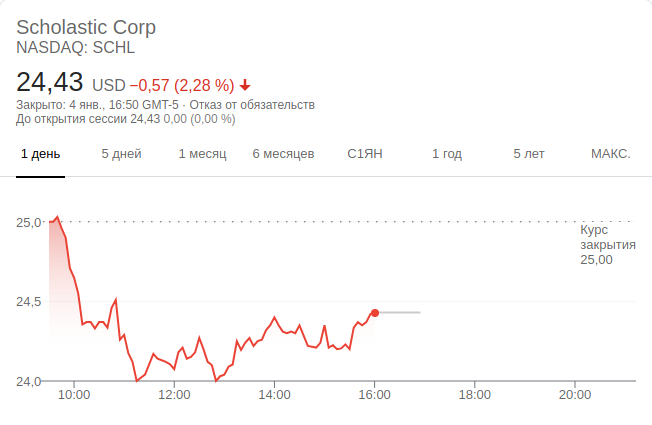 Scholastic Corp
NASDAQ: SCHL
24,43 USD −0,57 (2,28 %)
Закрыто: 4 янв., 16:50 GMT-5 · Отказ от обязательств
До открытия сессии 24,43 0,00 (0,00 %)
1 день 5 дней 1 месяц 6 месяцев С1ЯН 1 год 5 лет МАКС.
25,0
Курс
закрытия
25,00
24,5
24,0
10:00 12:00 14:00 16:00 18:00 20:00